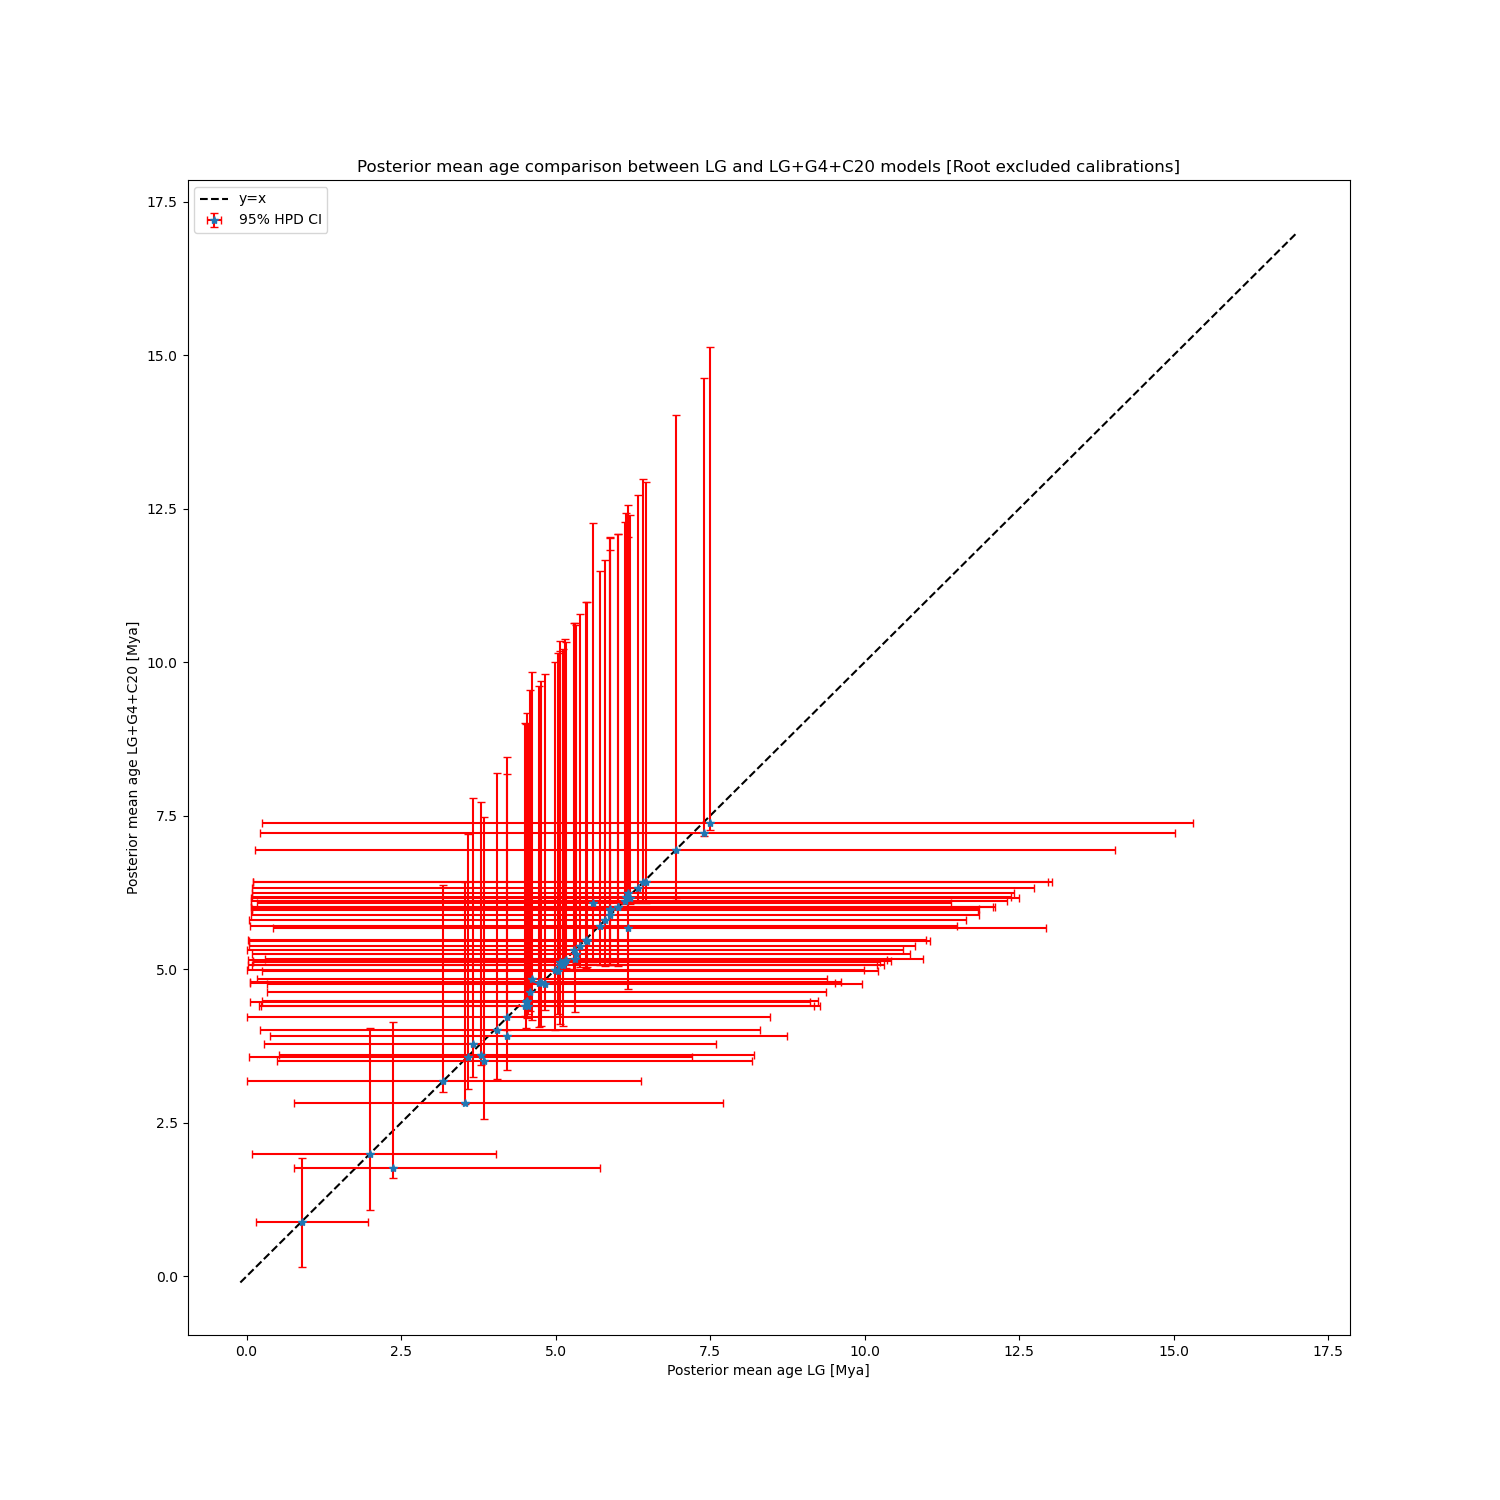 Posterior mean age comparison between LG and LG+G4+C20 models [Root excluded calibrations]
y=x
95% HPD CI
17.5
15.0
12.5
10.0
7.5
5.0
2.5
0.0
Posterior mean age LG+G4+C20 [Mya]
0.0 2.5 5.0 7.5 10.0 12.5 15.0 17.5
Posterior mean age LG [Mya]